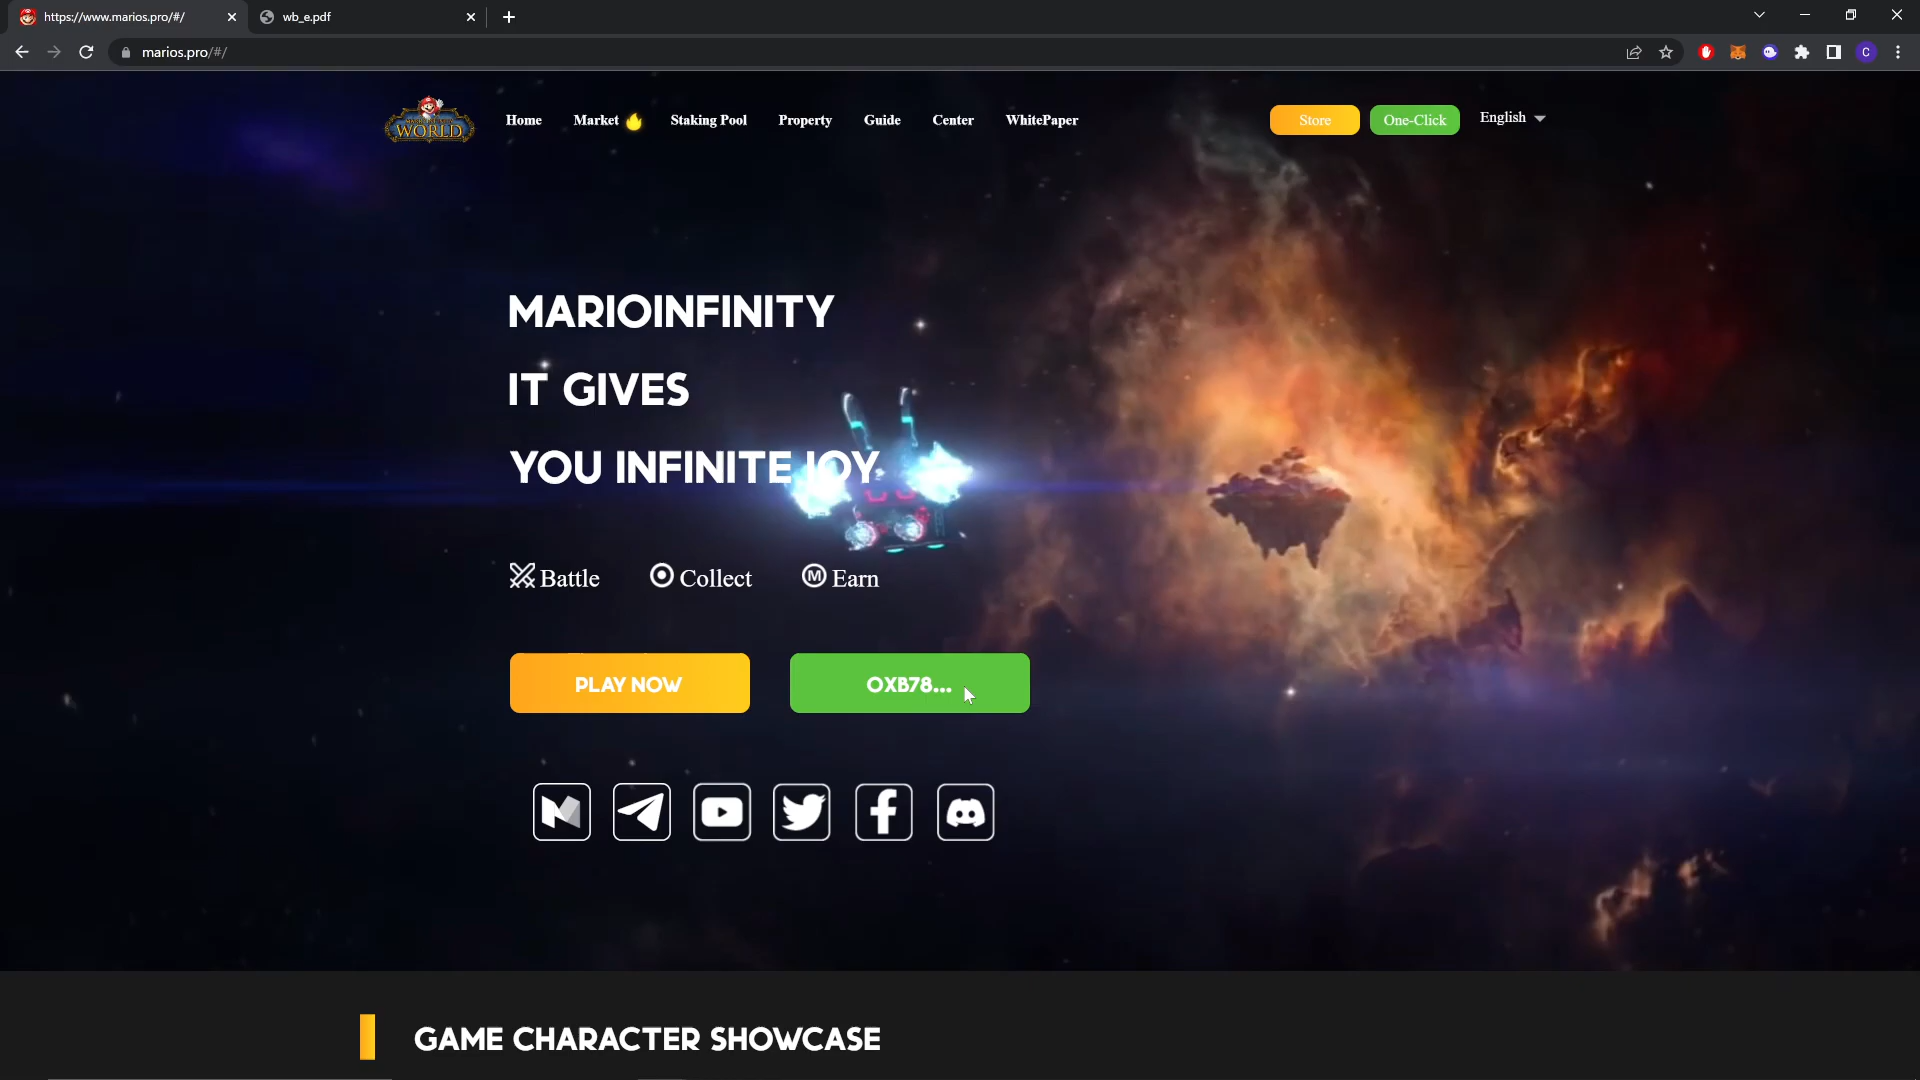 https://www.marios.pro/#/
wb_e.pdf
marios.pro/#/
C
WORLD
Home
Market
Staking Pool
Property
Guide
Center
WhitePaper
Store
One-Click
English
MARIOINFINITY
IT GIVES
YOU INFINITE JOY
Battle
Collect
M
Earn
PLAY NOW
0XB78...
GAME CHARACTER SHOWCASE